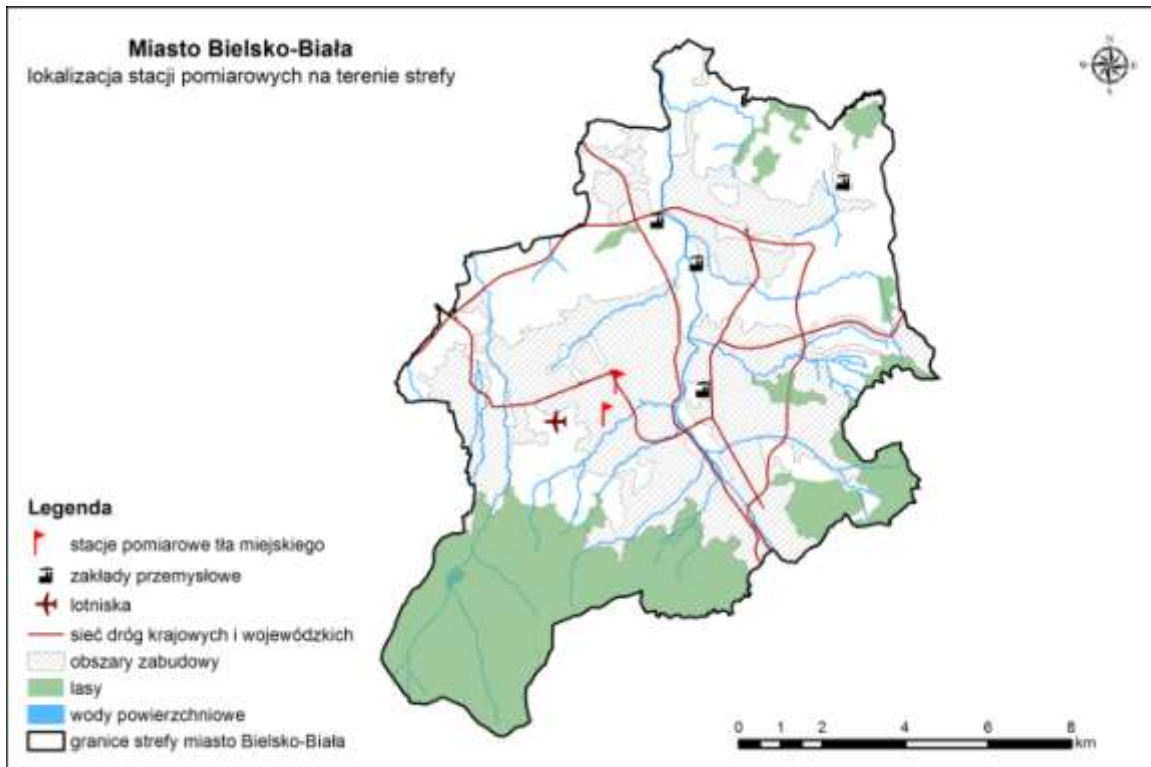 Miasto Bielsko-Biała
lokalizacja stacji pomiarowych na terenie strefy
N
E
S
Legenda
stacje pomiarowe tła miejskiego
zakłady przemysłowe
lotniska
sieć dróg krajowych i wojewódzkich
obszary zabudowy
lasy
wody powierzchniowe
granice strefy miasto Bielsko-Biała
0 1 2 4 6 8
km